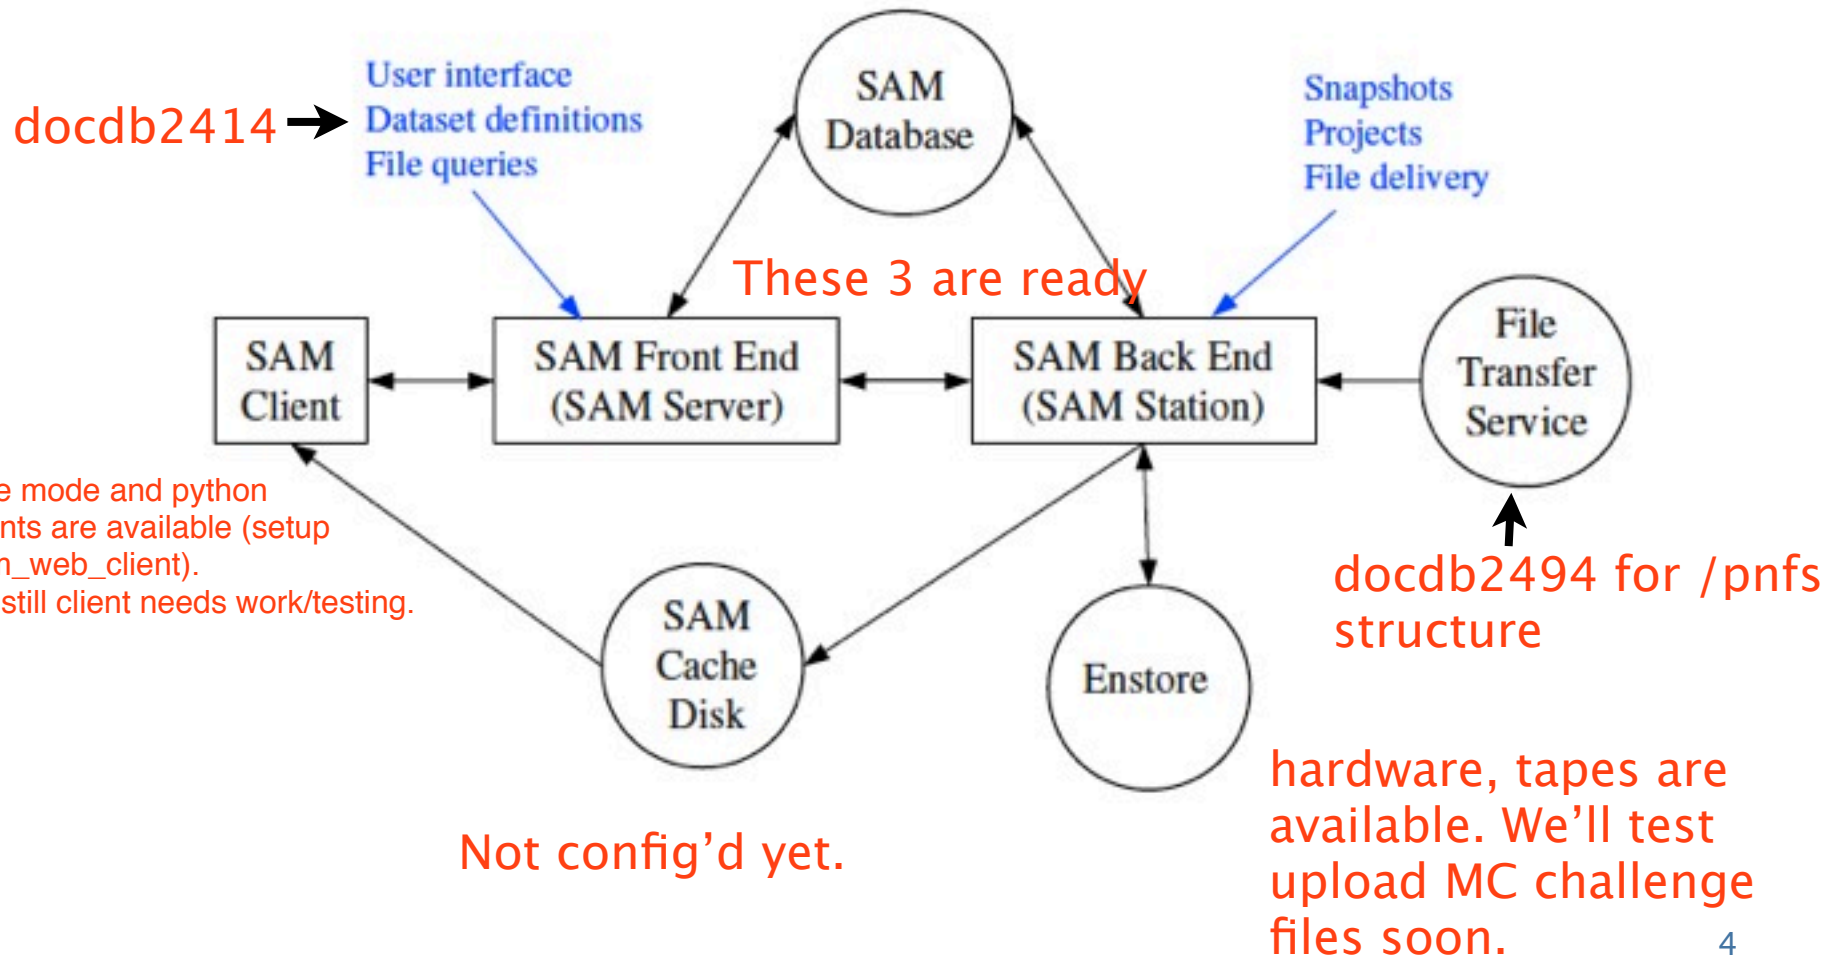 SAM
Database
User interface
Dataset definitions
File queries
docdb2414
Snapshots
Projects
File delivery
These 3 are ready
SAM
Client
SAM Front End
(SAM Server)
SAM Back End
(SAM Station)
File
Transfer
Service
mode and python
are available (setup
still client needs work/testing.
docdb2494 for /pnfs
structure
SAM
Cache
Disk
Enstore
Not config’d yet.
hardware, tapes are
available. We’ll test
upload MC challenge
files soon.
4